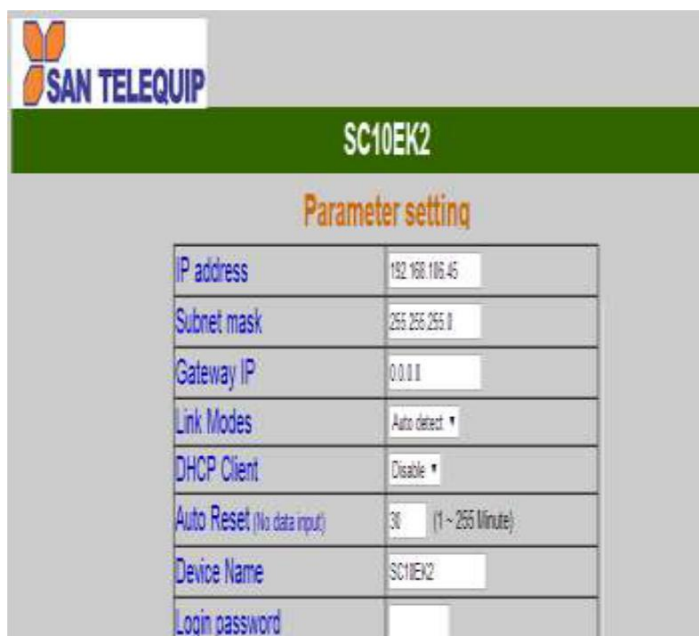 SAN TELEQUIP
SC10EK2
Parameter setting
IP address 192.168.106.45
Subnet mask 255.255.255.0
Gateway IP 0.0.0.0
Link Modes Auto detect
DHCP Client Disable
Auto Reset (No data input) 30 (1 ~ 255 Minute)
Device Name SC10EK2
Login password